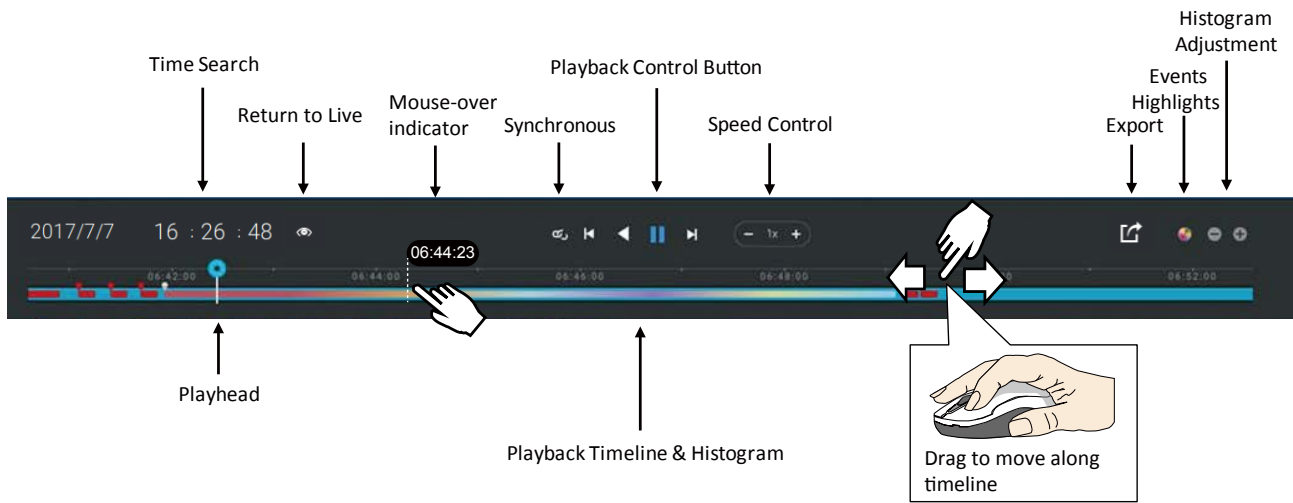 Histogram
Adjustment
Time Search
Playback Control Button
Events
Highlights
Return to Live
Mouse-over
indicator
Synchronous
Speed Control
Export
2017/7/7 16 : 26 : 48
- 1x +
06:44:23
06:42:00 06:44:00 06:46:00 06:48:00 06:52:00
Playhead
Playback Timeline & Histogram
Drag to move along
timeline